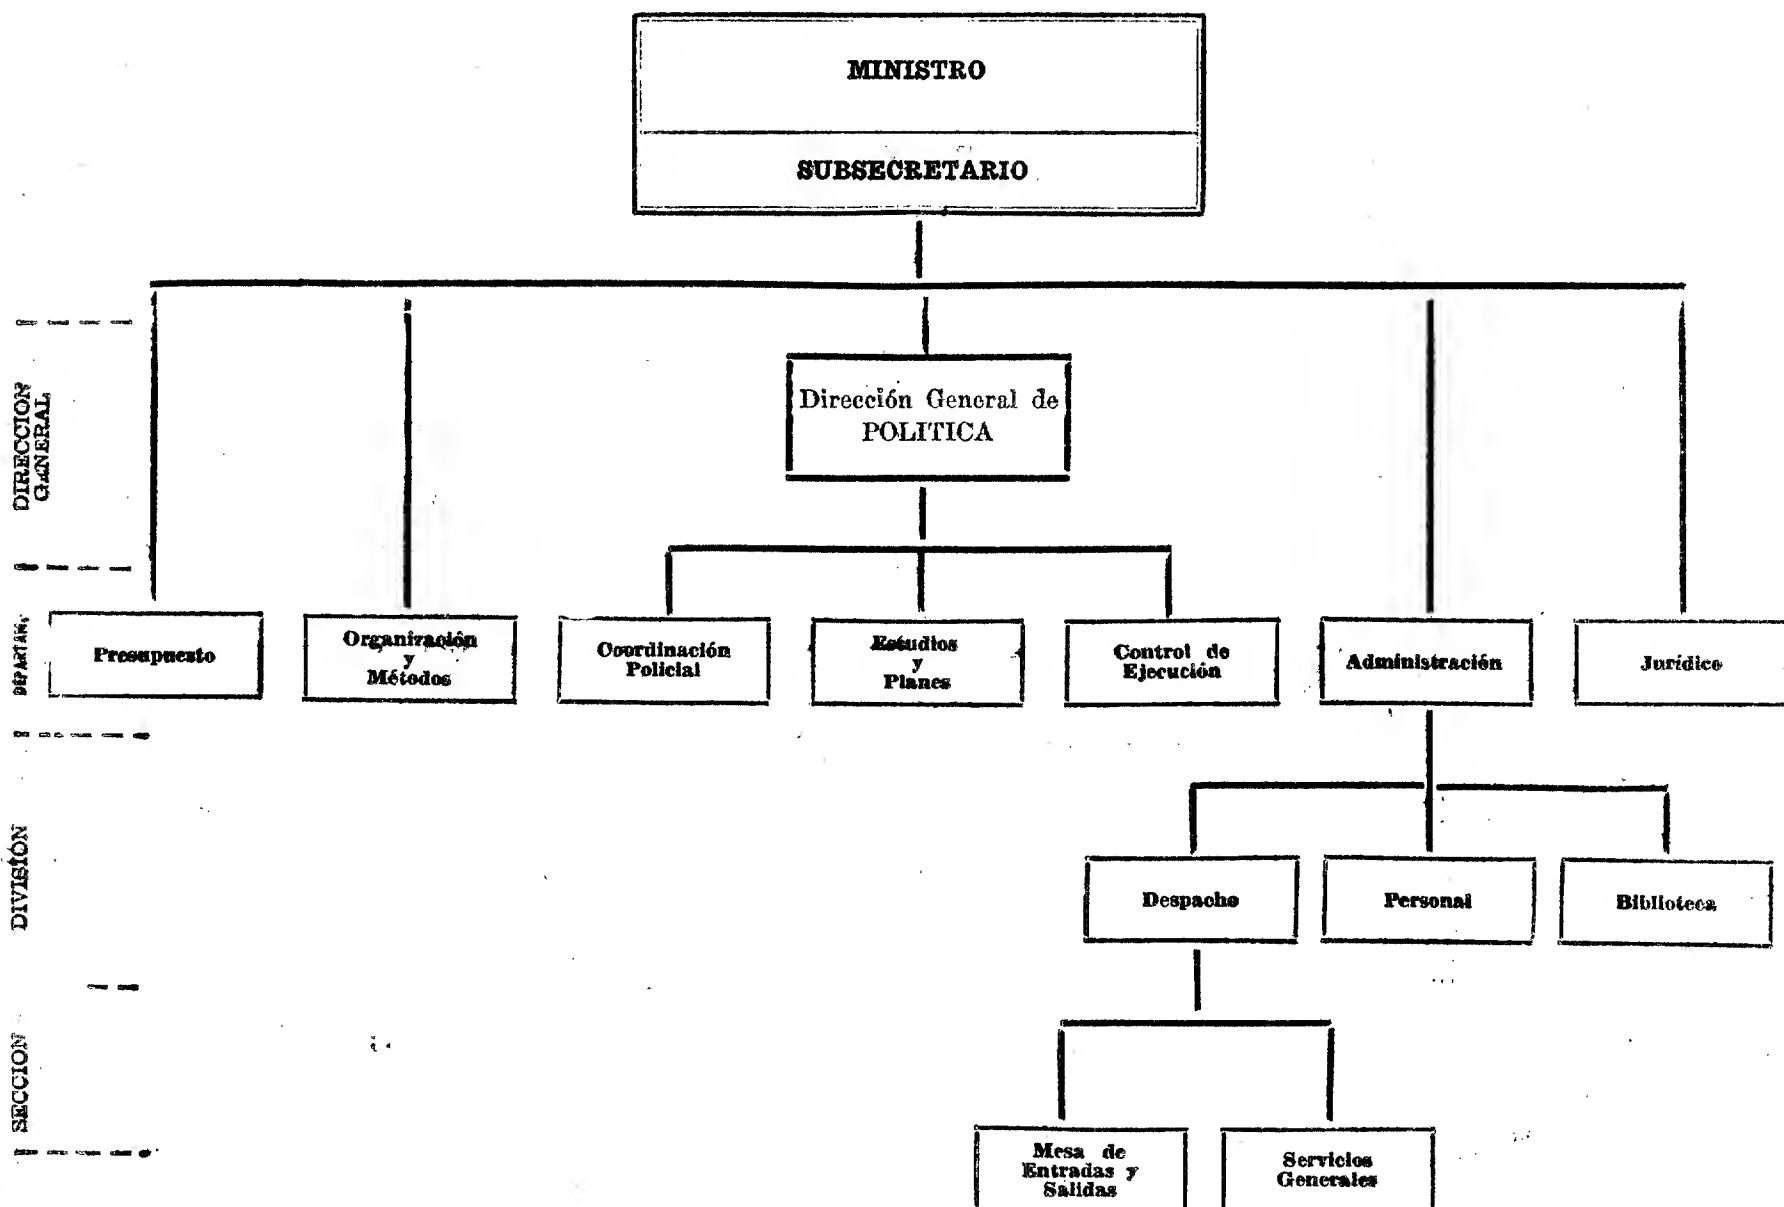 MINISTRO
SUBSECRETARIO
DIRECCION
GENERAL
Dirección General de
POLITICA
DEPARTAM.
Presupuesto
Organización
y
Métodos
Coordinación
Policial
Estudios
y
Planes
Control de
Ejecución
Administración
Jurídico
DIVISIÓN
Despacho
Personal
Biblioteca
SECCION
Mesa de
Entradas y
Salidas
Servicios
Generales